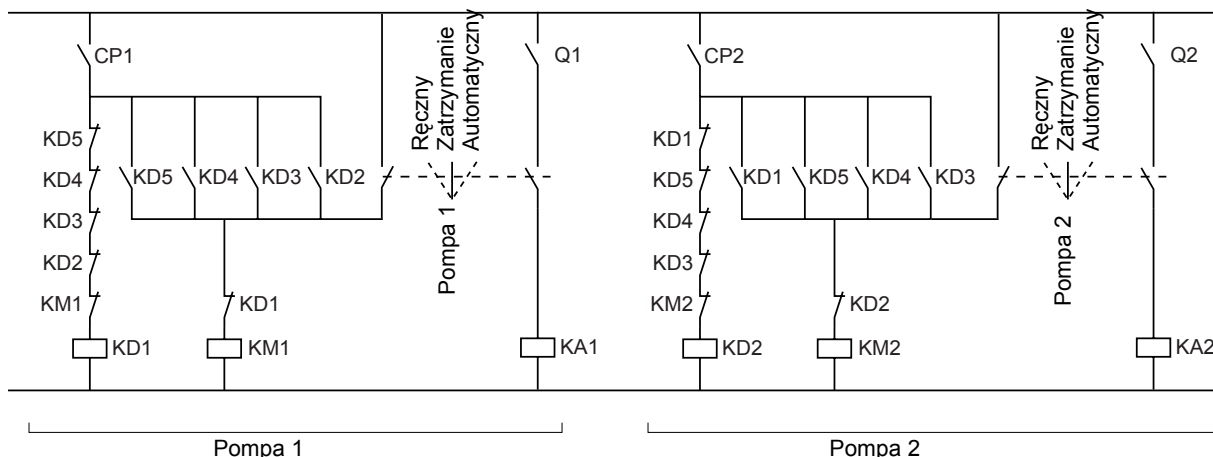 CP1
Q1
CP2
Q2
Ręczny
Zatrzymanie
Automatyczny
Ręczny
Zatrzymanie
Automatyczny
KD5
KD1
KD4
KD5
KD4
KD3
KD2
KD5
KD1
KD5
KD4
KD3
KD3
KD4
KD2
KD3
Pompa 1
Pompa 2
KM1
KD1
KM2
KD2
KD1
KM1
KA1
KD2
KM2
KA2
Pompa 1
Pompa 2